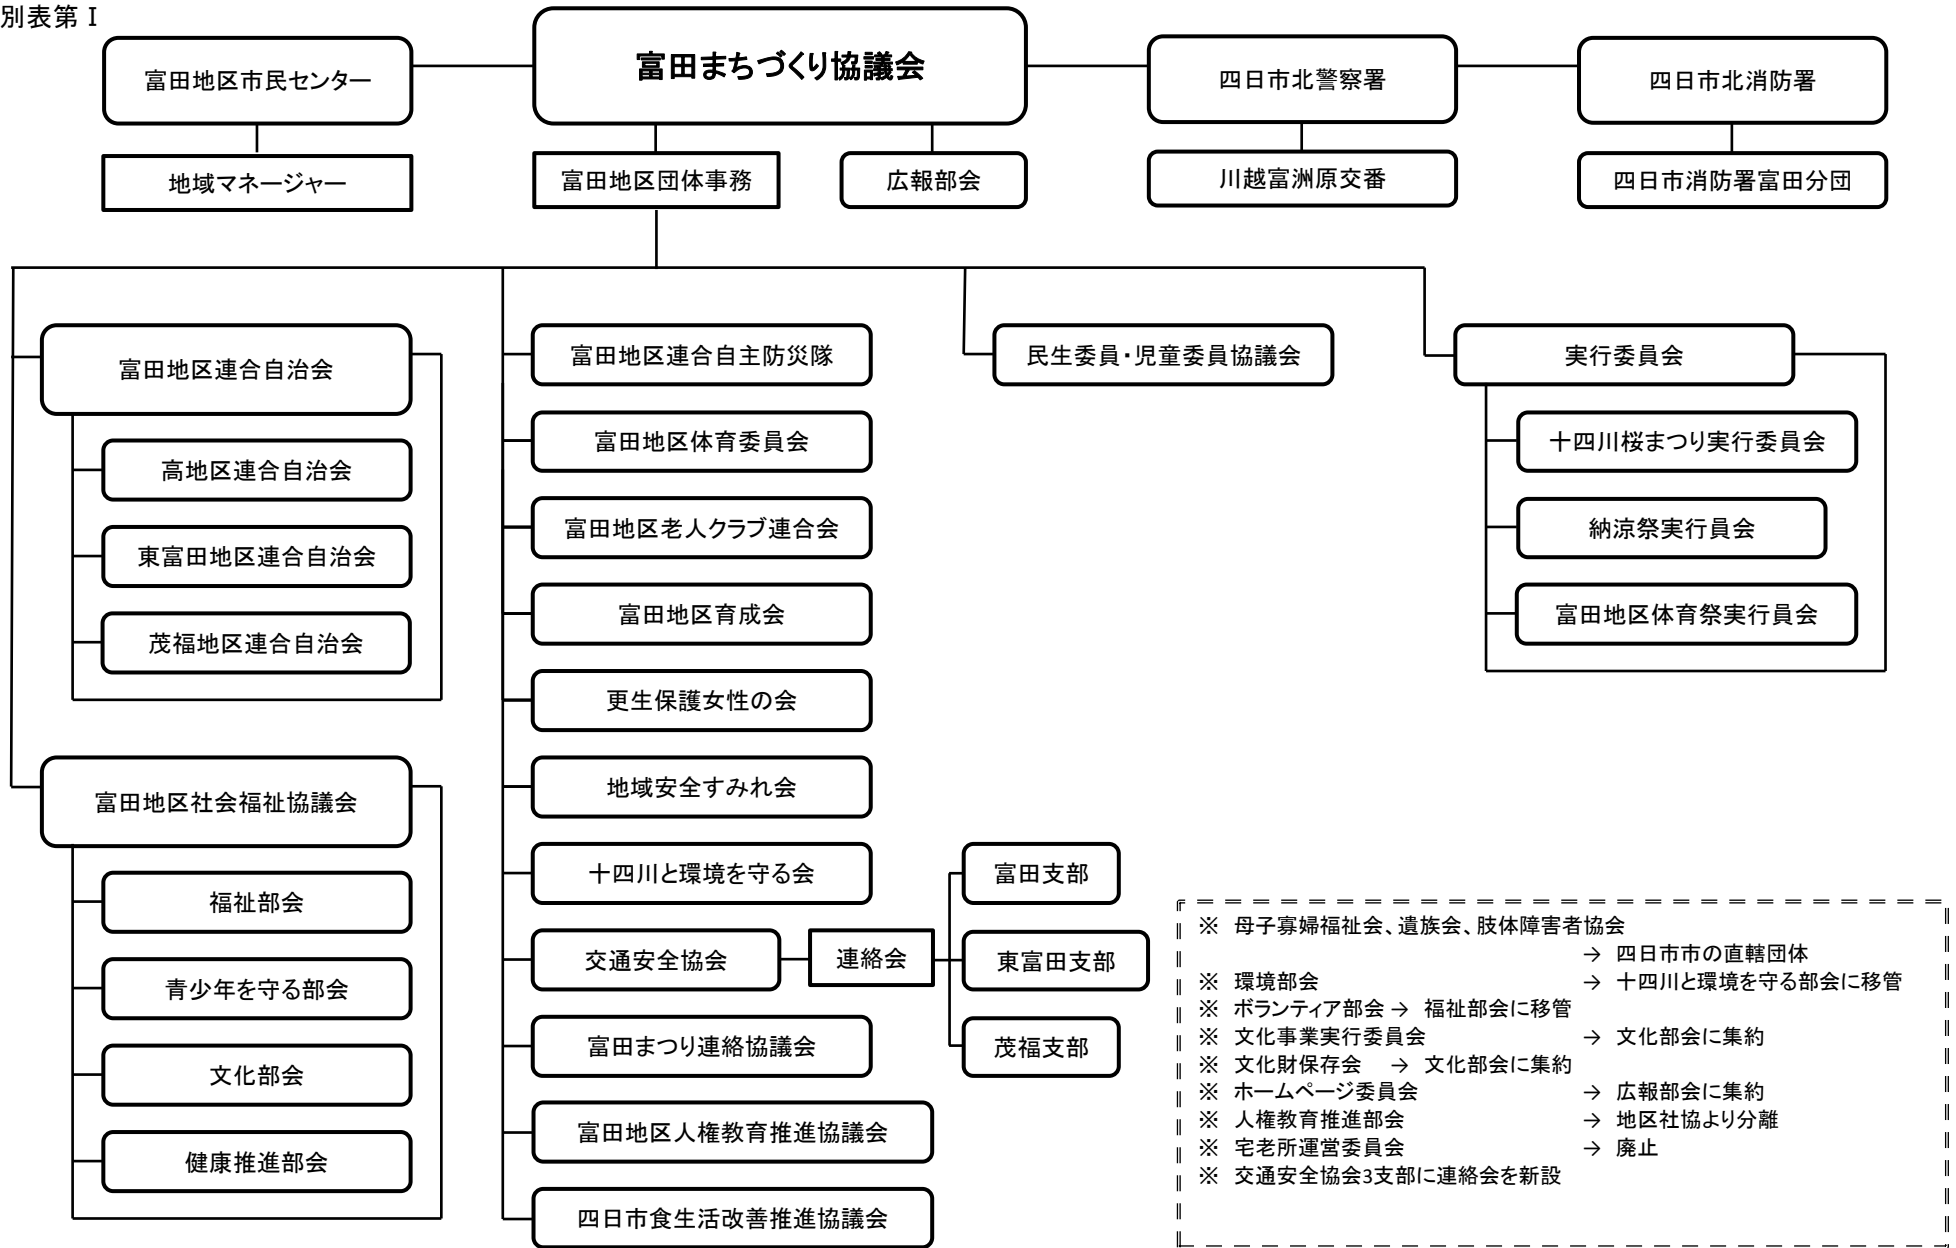 別表第Ⅰ
富田地区市民センター
富田まちづくり協議会
四日市北警察署
四日市北消防署
地域マネージャー
富田地区団体事務
広報部会
川越富洲原交番
四日市消防署富田分団
富田地区連合自治会
高地区連合自治会
東富田地区連合自治会
茂福地区連合自治会
富田地区社会福祉協議会
福祉部会
青少年を守る部会
文化部会
健康推進部会
富田地区連合自主防災隊
富田地区体育委員会
富田地区老人クラブ連合会
富田地区育成会
更生保護女性の会
地域安全すみれ会
十四川と環境を守る会
交通安全協会
連絡会
富田支部
東富田支部
茂福支部
富田まつり連絡協議会
富田地区人権教育推進協議会
四日市食生活改善推進協議会
民生委員・児童委員協議会
実行委員会
十四川桜まつり実行委員会
納涼祭実行員会
富田地区体育祭実行員会
※ 母子寡婦福祉会、遺族会、肢体障害者協会
→ 四日市市の直轄団体
※ 環境部会 → 十四川と環境を守る部会に移管
※ ボランティア部会 → 福祉部会に移管
※ 文化事業実行委員会 → 文化部会に集約
※ 文化財保存会 → 文化部会に集約
※ ホームページ委員会 → 広報部会に集約
※ 人権教育推進部会 → 地区社協より分離
※ 宅老所運営委員会 → 廃止
※ 交通安全協会3支部に連絡会を新設